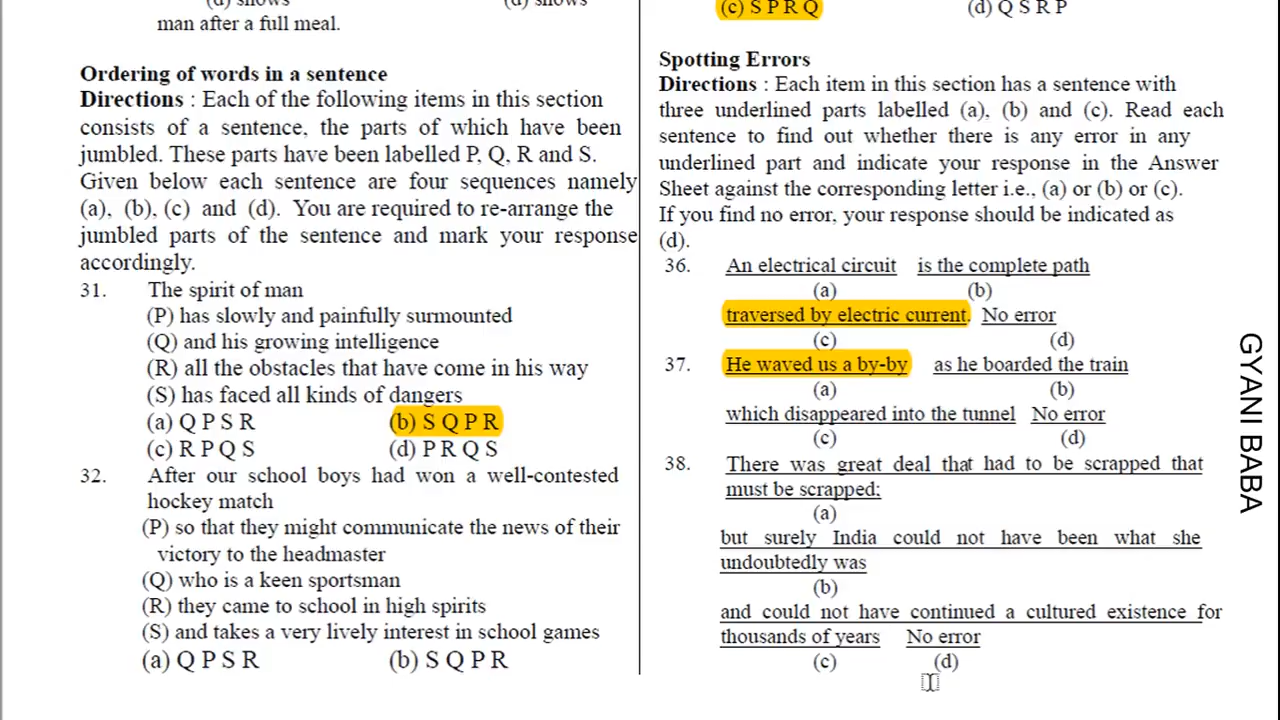 (d) shows (d) shows
man after a full meal.
Ordering of words in a sentence
Directions : Each of the following items in this section
consists of a sentence, the parts of which have been
jumbled. These parts have been labelled P, Q, R and S.
Given below each sentence are four sequences namely
(a), (b), (c) and (d). You are required to re-arrange the
jumbled parts of the sentence and mark your response
accordingly.
31. The spirit of man
(P) has slowly and painfully surmounted
(Q) and his growing intelligence
(R) all the obstacles that have come in his way
(S) has faced all kinds of dangers
(a) Q P S R (b) S Q P R
(c) R P Q S (d) P R Q S
32. After our school boys had won a well-contested
hockey match
(P) so that they might communicate the news of their
victory to the headmaster
(Q) who is a keen sportsman
(R) they came to school in high spirits
(S) and takes a very lively interest in school games
(a) Q P S R (b) S Q P R
(c) S P R Q (d) Q S R P
Spotting Errors
Directions : Each item in this section has a sentence with
three underlined parts labelled (a), (b) and (c). Read each
sentence to find out whether there is any error in any
underlined part and indicate your response in the Answer
Sheet against the corresponding letter i.e., (a) or (b) or (c).
If you find no error, your response should be indicated as
(d).
36. An electrical circuit is the complete path
(a) (b)
traversed by electric current. No error
(c) (d)
37. He waved us a by-by as he boarded the train
(a) (b)
which disappeared into the tunnel No error
(c) (d)
38. There was great deal that had to be scrapped that
must be scrapped:
(a)
but surely India could not have been what she
undoubtedly was
(b)
and could not have continued a cultured existence for
thousands of years No error
(c) (d)
GYANI BABA